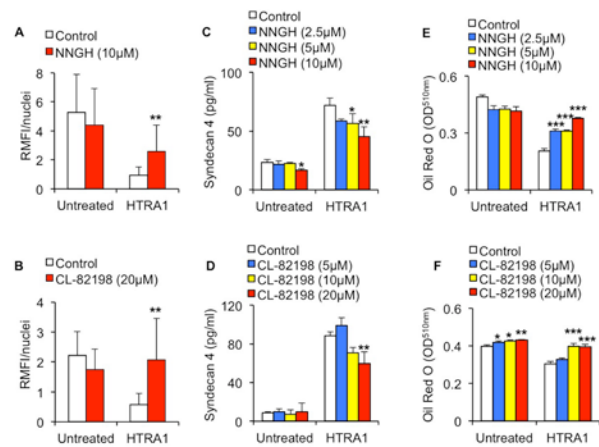 A
Control
NNGH (10μM)
RMFI/nuclei
8
6
4
2
0
**
Untreated HTRA1
C
Control
NNGH (2.5μM)
NNGH (5μM)
NNGH (10μM)
Syndecan 4 (pg/ml)
100
50
0
*
*
**
Untreated HTRA1
E
Control
NNGH (2.5μM)
NNGH (5μM)
NNGH (10μM)
Oil Red O (OD510nm)
0.6
0.3
0
***
***
***
Untreated HTRA1
B
Control
CL-82198 (20μM)
RMFI/nuclei
4
3
2
1
0
**
Untreated HTRA1
D
Control
CL-82198 (5μM)
CL-82198 (10μM)
CL-82198 (20μM)
Syndecan 4 (pg/ml)
120
80
40
0
**
Untreated HTRA1
F
Control
CL-82198 (5μM)
CL-82198 (10μM)
CL-82198 (20μM)
Oil Red O (OD510nm)
0.6
0.4
0.2
0
*
*
**
***
***
Untreated HTRA1